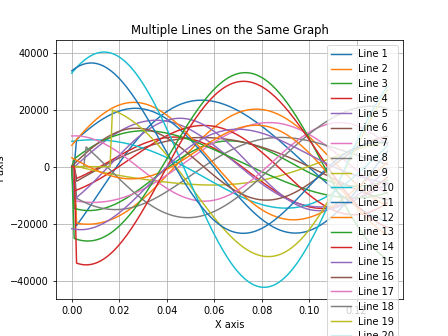 Multiple Lines on the Same Graph
40000
20000
0
−20000
−40000
0.00
0.02
0.04
0.06
0.08
0.10
X axis
Line 1
Line 2
Line 3
Line 4
Line 5
Line 6
Line 7
Line 8
Line 9
Line 10
Line 11
Line 12
Line 13
Line 14
Line 15
Line 16
Line 17
Line 18
Line 19
Line 20